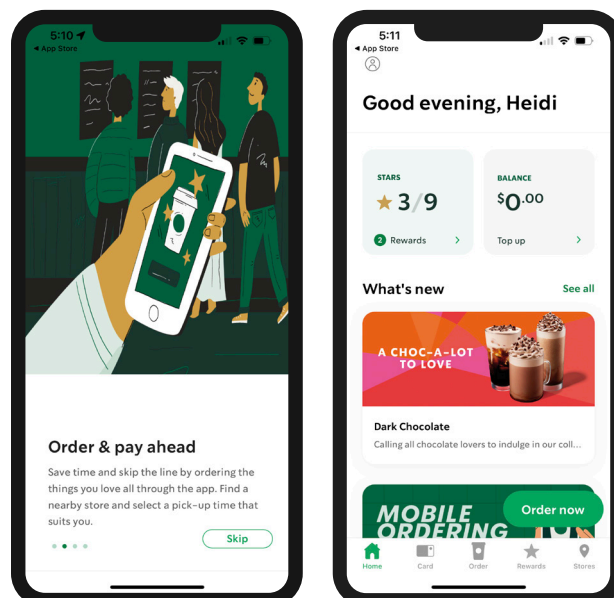 5:10
◀ App Store
Order & pay ahead
Save time and skip the line by ordering the
things you love all through the app. Find a
nearby store and select a pick-up time that
suits you.
Skip
5:11
◀ App Store
Good evening, Heidi
STARS
3/9
2 Rewards
BALANCE
$0.00
Top up
What's new
See all
A CHOC-A-LOT
TO LOVE
Dark Chocolate
Calling all chocolate lovers to indulge in our coll...
MOBILE
ORDERING
Order now
Home
Card
Order
Rewards
Stores